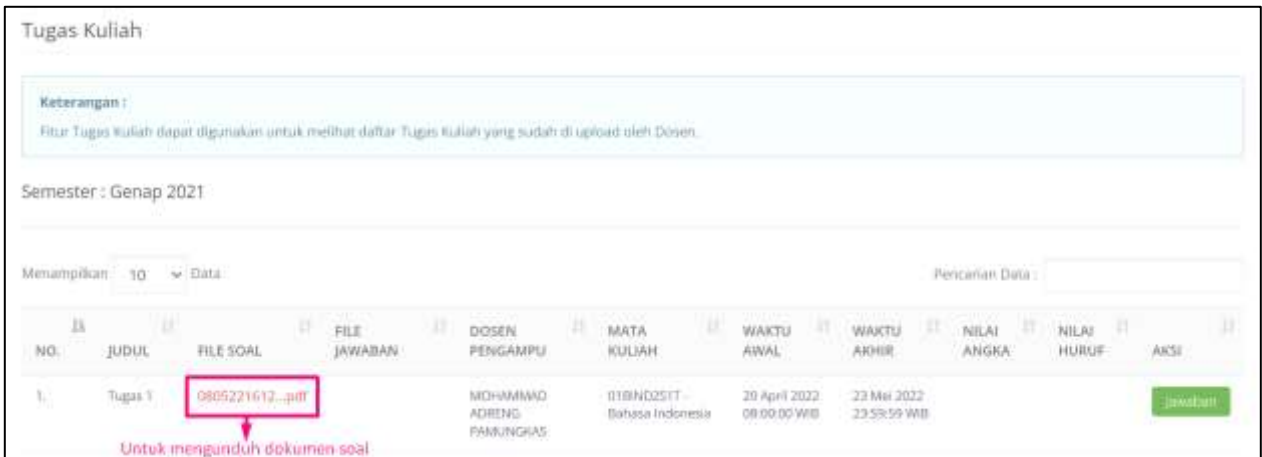 Tugas Kuliah
Keterangan :
Fitur Tugas Kuliah dapat digunakan untuk melihat daftar Tugas Kuliah yang sudah di upload oleh Dosen.
Semester : Genap 2021
Menampilkan 10 Data
Pencarian Data :
NO. JUDUL FILE SOAL FILE JAWABAN DOSEN PENGAMPU MATA KULIAH WAKTU AWAL WAKTU AKHIR NILAI ANGKA NILAI HURUF AKSI
1. Tugas 1 0805221612...pdf MOHAMMAD ADRENG PAMUNGKAS Bahasa Indonesia 20 April 2022 08:00:00 WIB 23 Mei 2022 23:59:59 WIB Jawaban
Untuk mengunduh dokumen soal